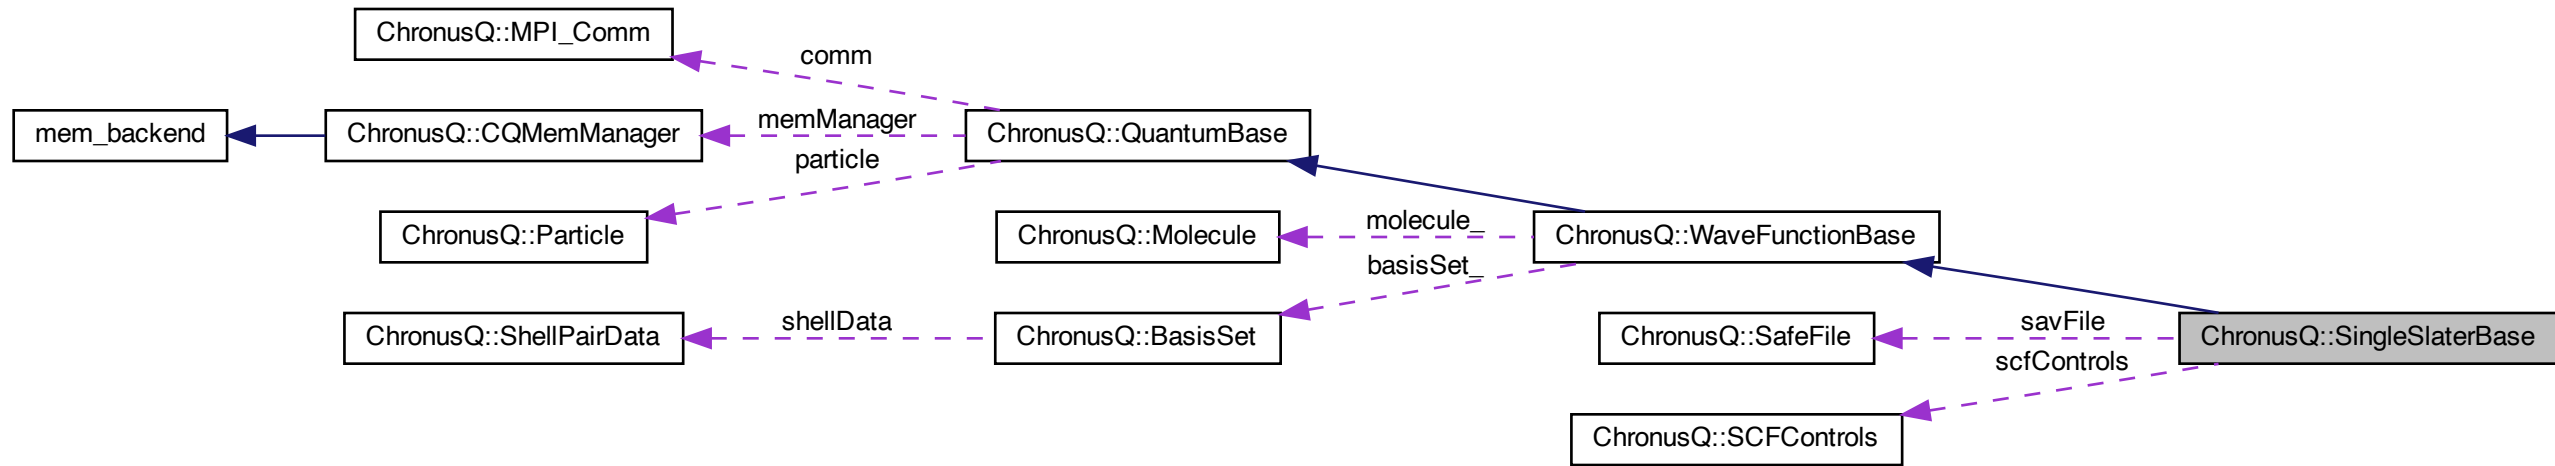 ChronusQ::MPI_Comm
comm
mem_backend
ChronusQ::CQMemManager
memManager
ChronusQ::QuantumBase
particle
ChronusQ::Particle
ChronusQ::Molecule
molecule_
ChronusQ::WaveFunctionBase
basisSet_
ChronusQ::ShellPairData
shellData
ChronusQ::BasisSet
ChronusQ::SafeFile
savFile
ChronusQ::SingleSlaterBase
scfControls
ChronusQ::SCFControls